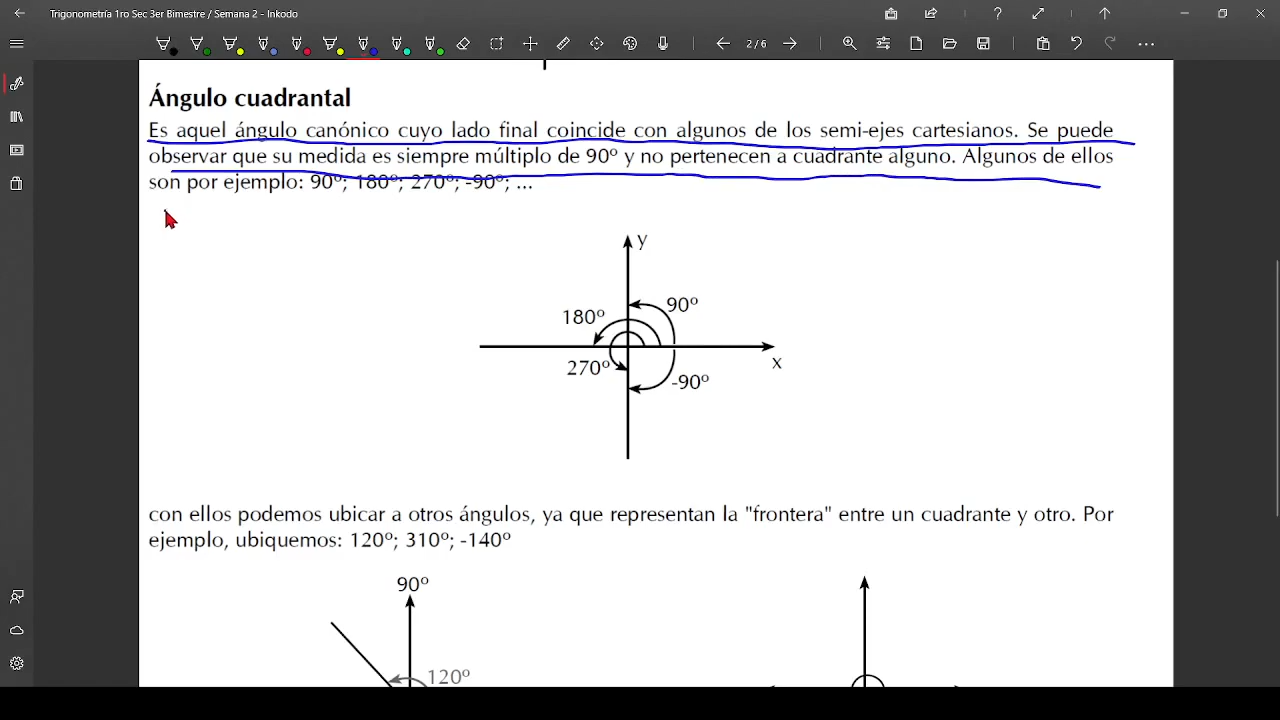 Trigonometría 1ro Sec 3er Bimestre / Semana 2 - Inkodo
2/6
Ángulo cuadrantal
Es aquel ángulo canónico cuyo lado final coincide con algunos de los semi-ejes cartesianos. Se puede
observar que su medida es siempre múltiplo de 90º y no pertenecen a cuadrante alguno. Algunos de ellos
son por ejemplo: 90º; 180º; 270º; -90º; ...
y
90º
180º
x
270º
-90º
con ellos podemos ubicar a otros ángulos, ya que representan la "frontera" entre un cuadrante y otro. Por
ejemplo, ubiquemos: 120º; 310º; -140º
90º
120º